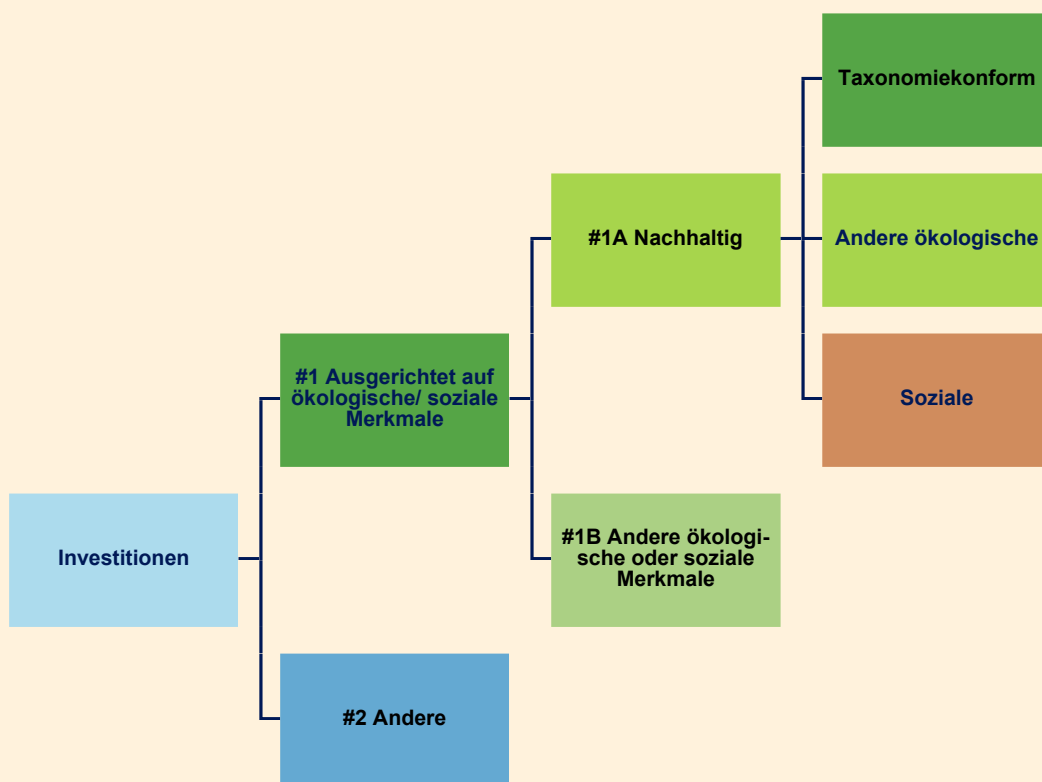 Taxonomiekonform
#1A Nachhaltig
Andere ökologische
#1 Ausgerichtet auf
ökologische/ soziale
Merkmale
Soziale
Investitionen
#1B Andere ökologi-
sche oder soziale
Merkmale
#2 Andere